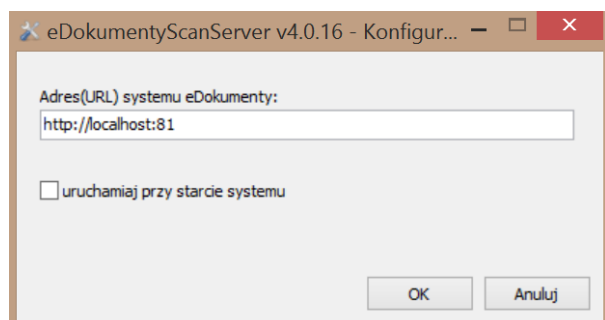 eDokumentyScanServer v4.0.16 - Konfigur...
Adres(URL) systemu eDokumenty:
http://localhost:81
uruchamiaj przy starcie systemu
OK Anuluj